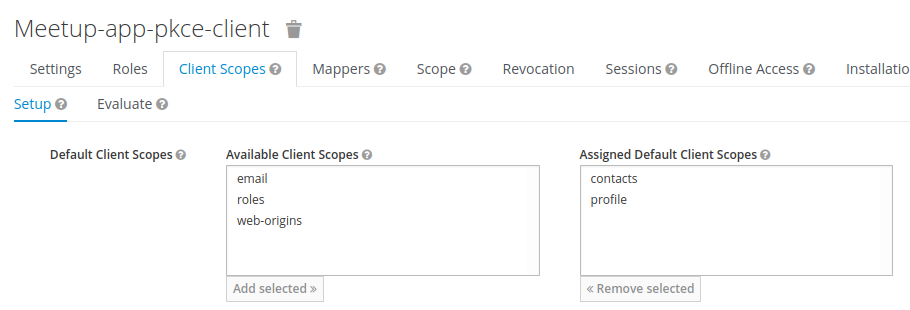 Meetup-app-pkce-client
Settings Roles Client Scopes Mappers Scope Revocation Sessions Offline Access Installatio
Setup Evaluate
Default Client Scopes Available Client Scopes Assigned Default Client Scopes
email contacts
roles profile
web-origins
Add selected » « Remove selected